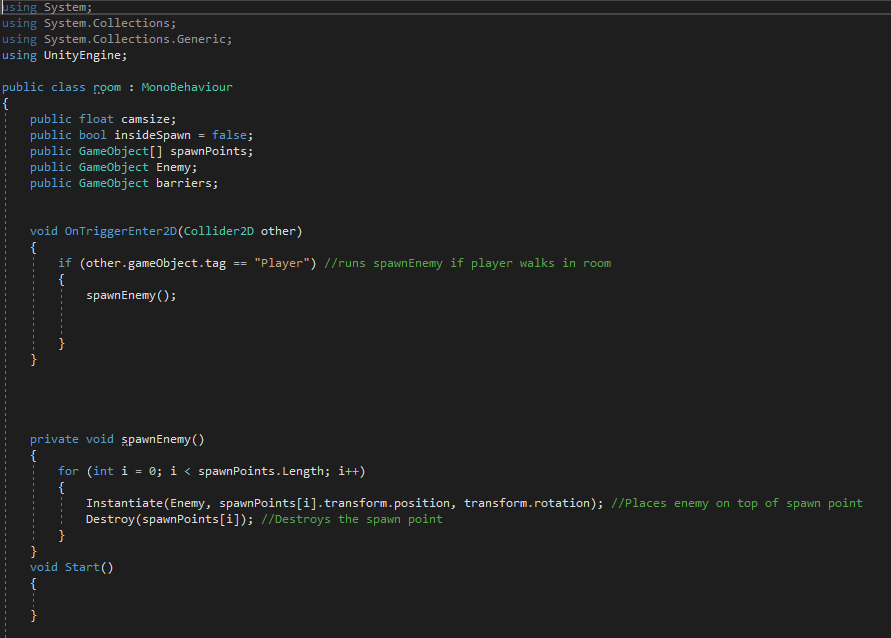 using System;
using System.Collections;
using System.Collections.Generic;
using UnityEngine;
public class room : MonoBehaviour
{
public float camsize;
public bool insideSpawn = false;
public GameObject[] spawnPoints;
public GameObject Enemy;
public GameObject barriers;
void OnTriggerEnter2D(Collider2D other)
{
if (other.gameObject.tag == "Player") //runs spawnEnemy if player walks in room
{
spawnEnemy();
}
}
private void spawnEnemy()
{
for (int i = 0; i < spawnPoints.Length; i++)
{
Instantiate(Enemy, spawnPoints[i].transform.position, transform.rotation); //Places enemy on top of spawn point
Destroy(spawnPoints[i]); //Destroys the spawn point
}
}
void Start()
{
}